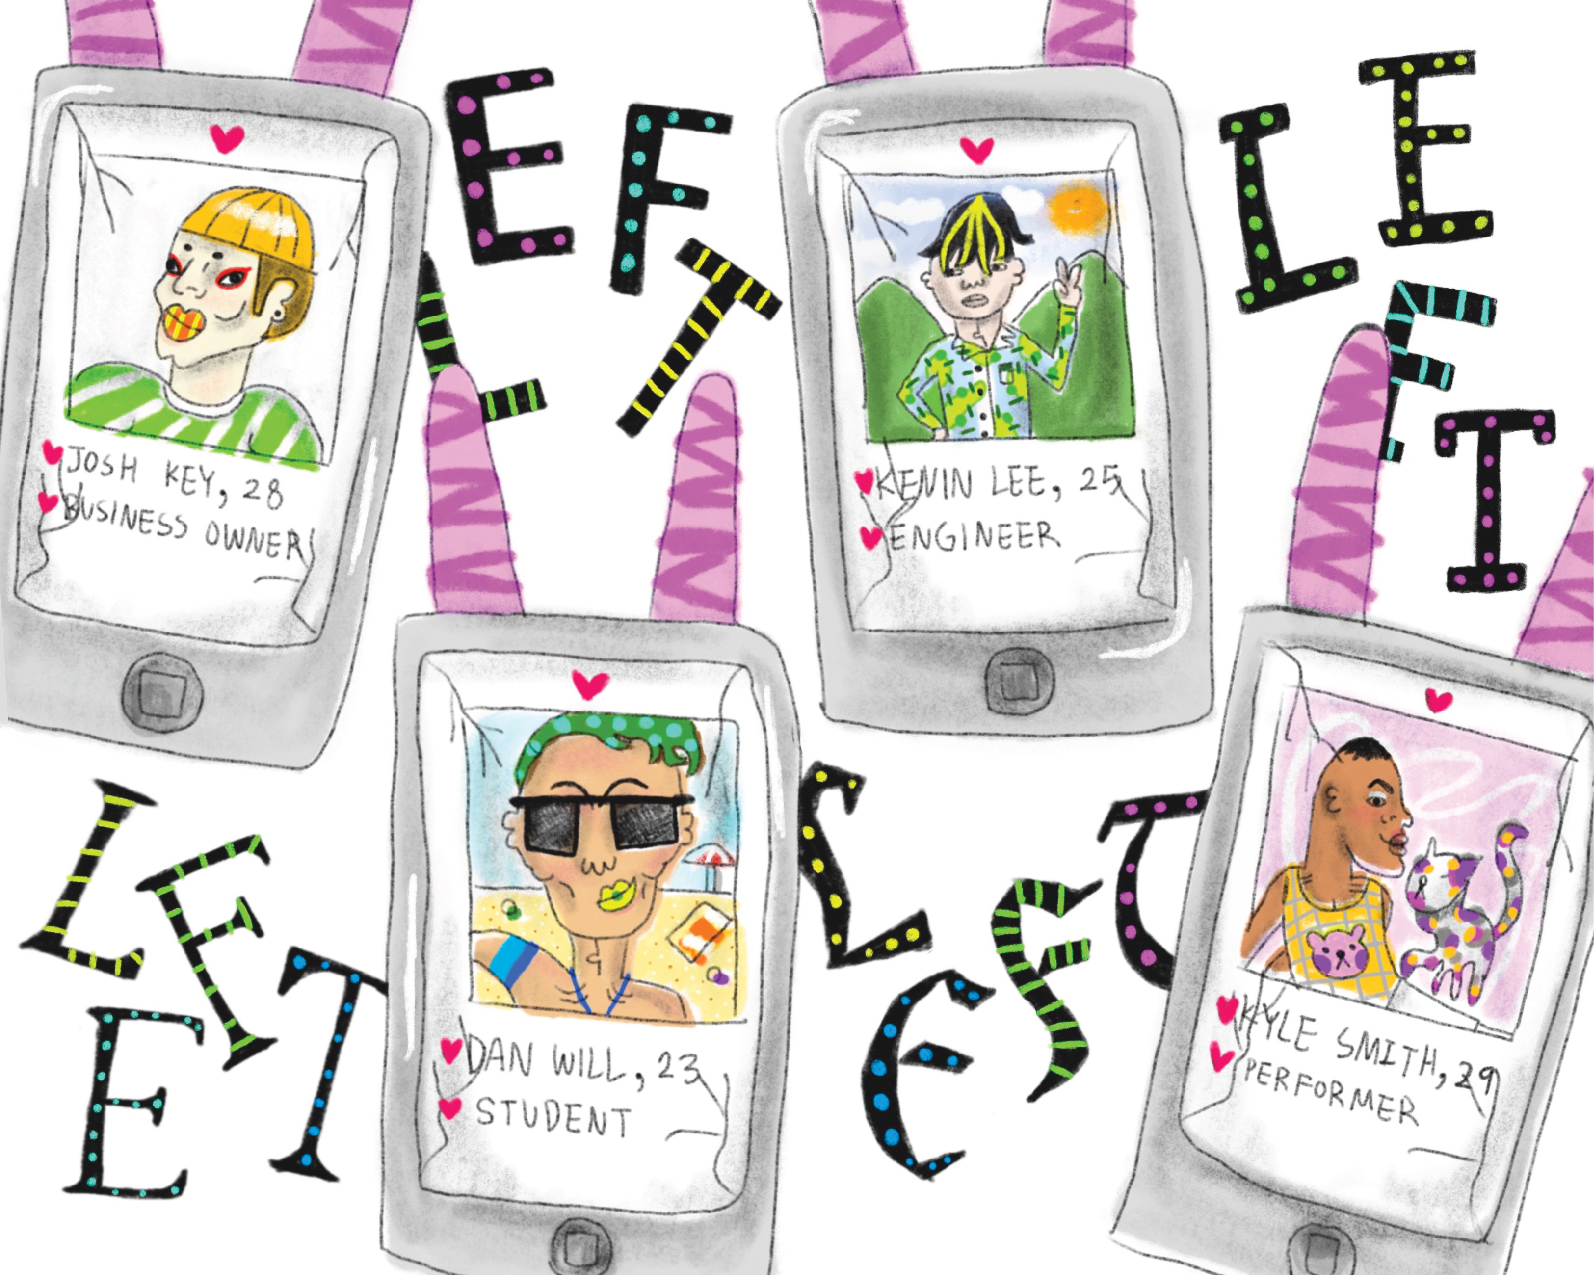 LEFT
LEFT
JOSH KEY, 28
BUSINESS OWNER
KEVIN LEE, 25
ENGINEER
LEFT
LEFT
DAN WILL, 23
STUDENT
KYLE SMITH, 29
PERFORMER